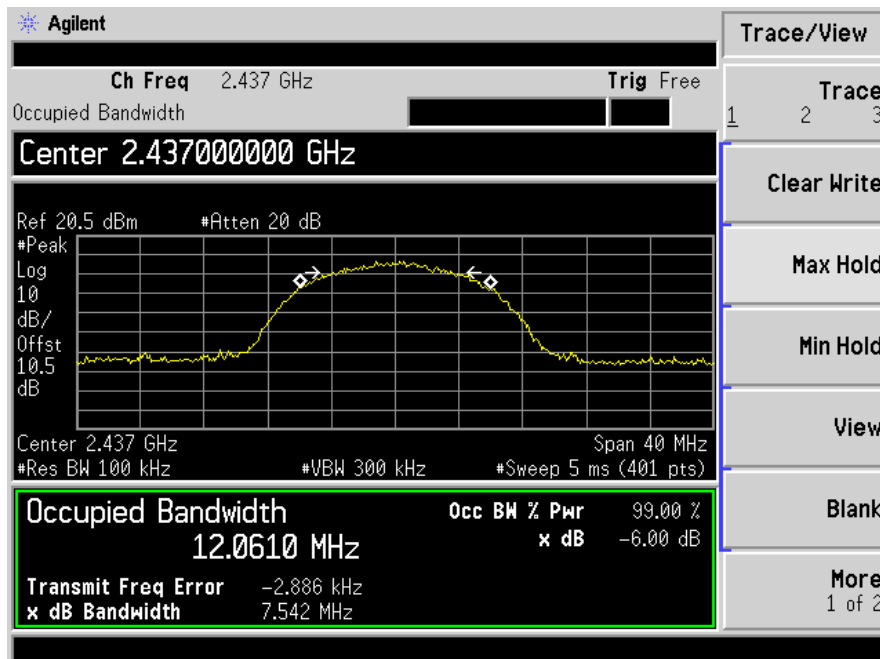 Agilent
Trace/View
Ch Freq 2.437 GHz Trig Free
Occupied Bandwidth
Trace
1 2 3
Center 2.437000000 GHz
Clear Write
Ref 20.5 dBm #Atten 20 dB
#Peak
Log
10
dB/
Offst
10.5
dB
Max Hold
Min Hold
View
Center 2.437 GHz Span 40 MHz
#Res BW 100 kHz #VBW 300 kHz #Sweep 5 ms (401 pts)
Blank
Occupied Bandwidth Occ BW % Pwr 99.00 %
12.0610 MHz x dB -6.00 dB
Transmit Freq Error -2.886 kHz
x dB Bandwidth 7.542 MHz
More
1 of 2